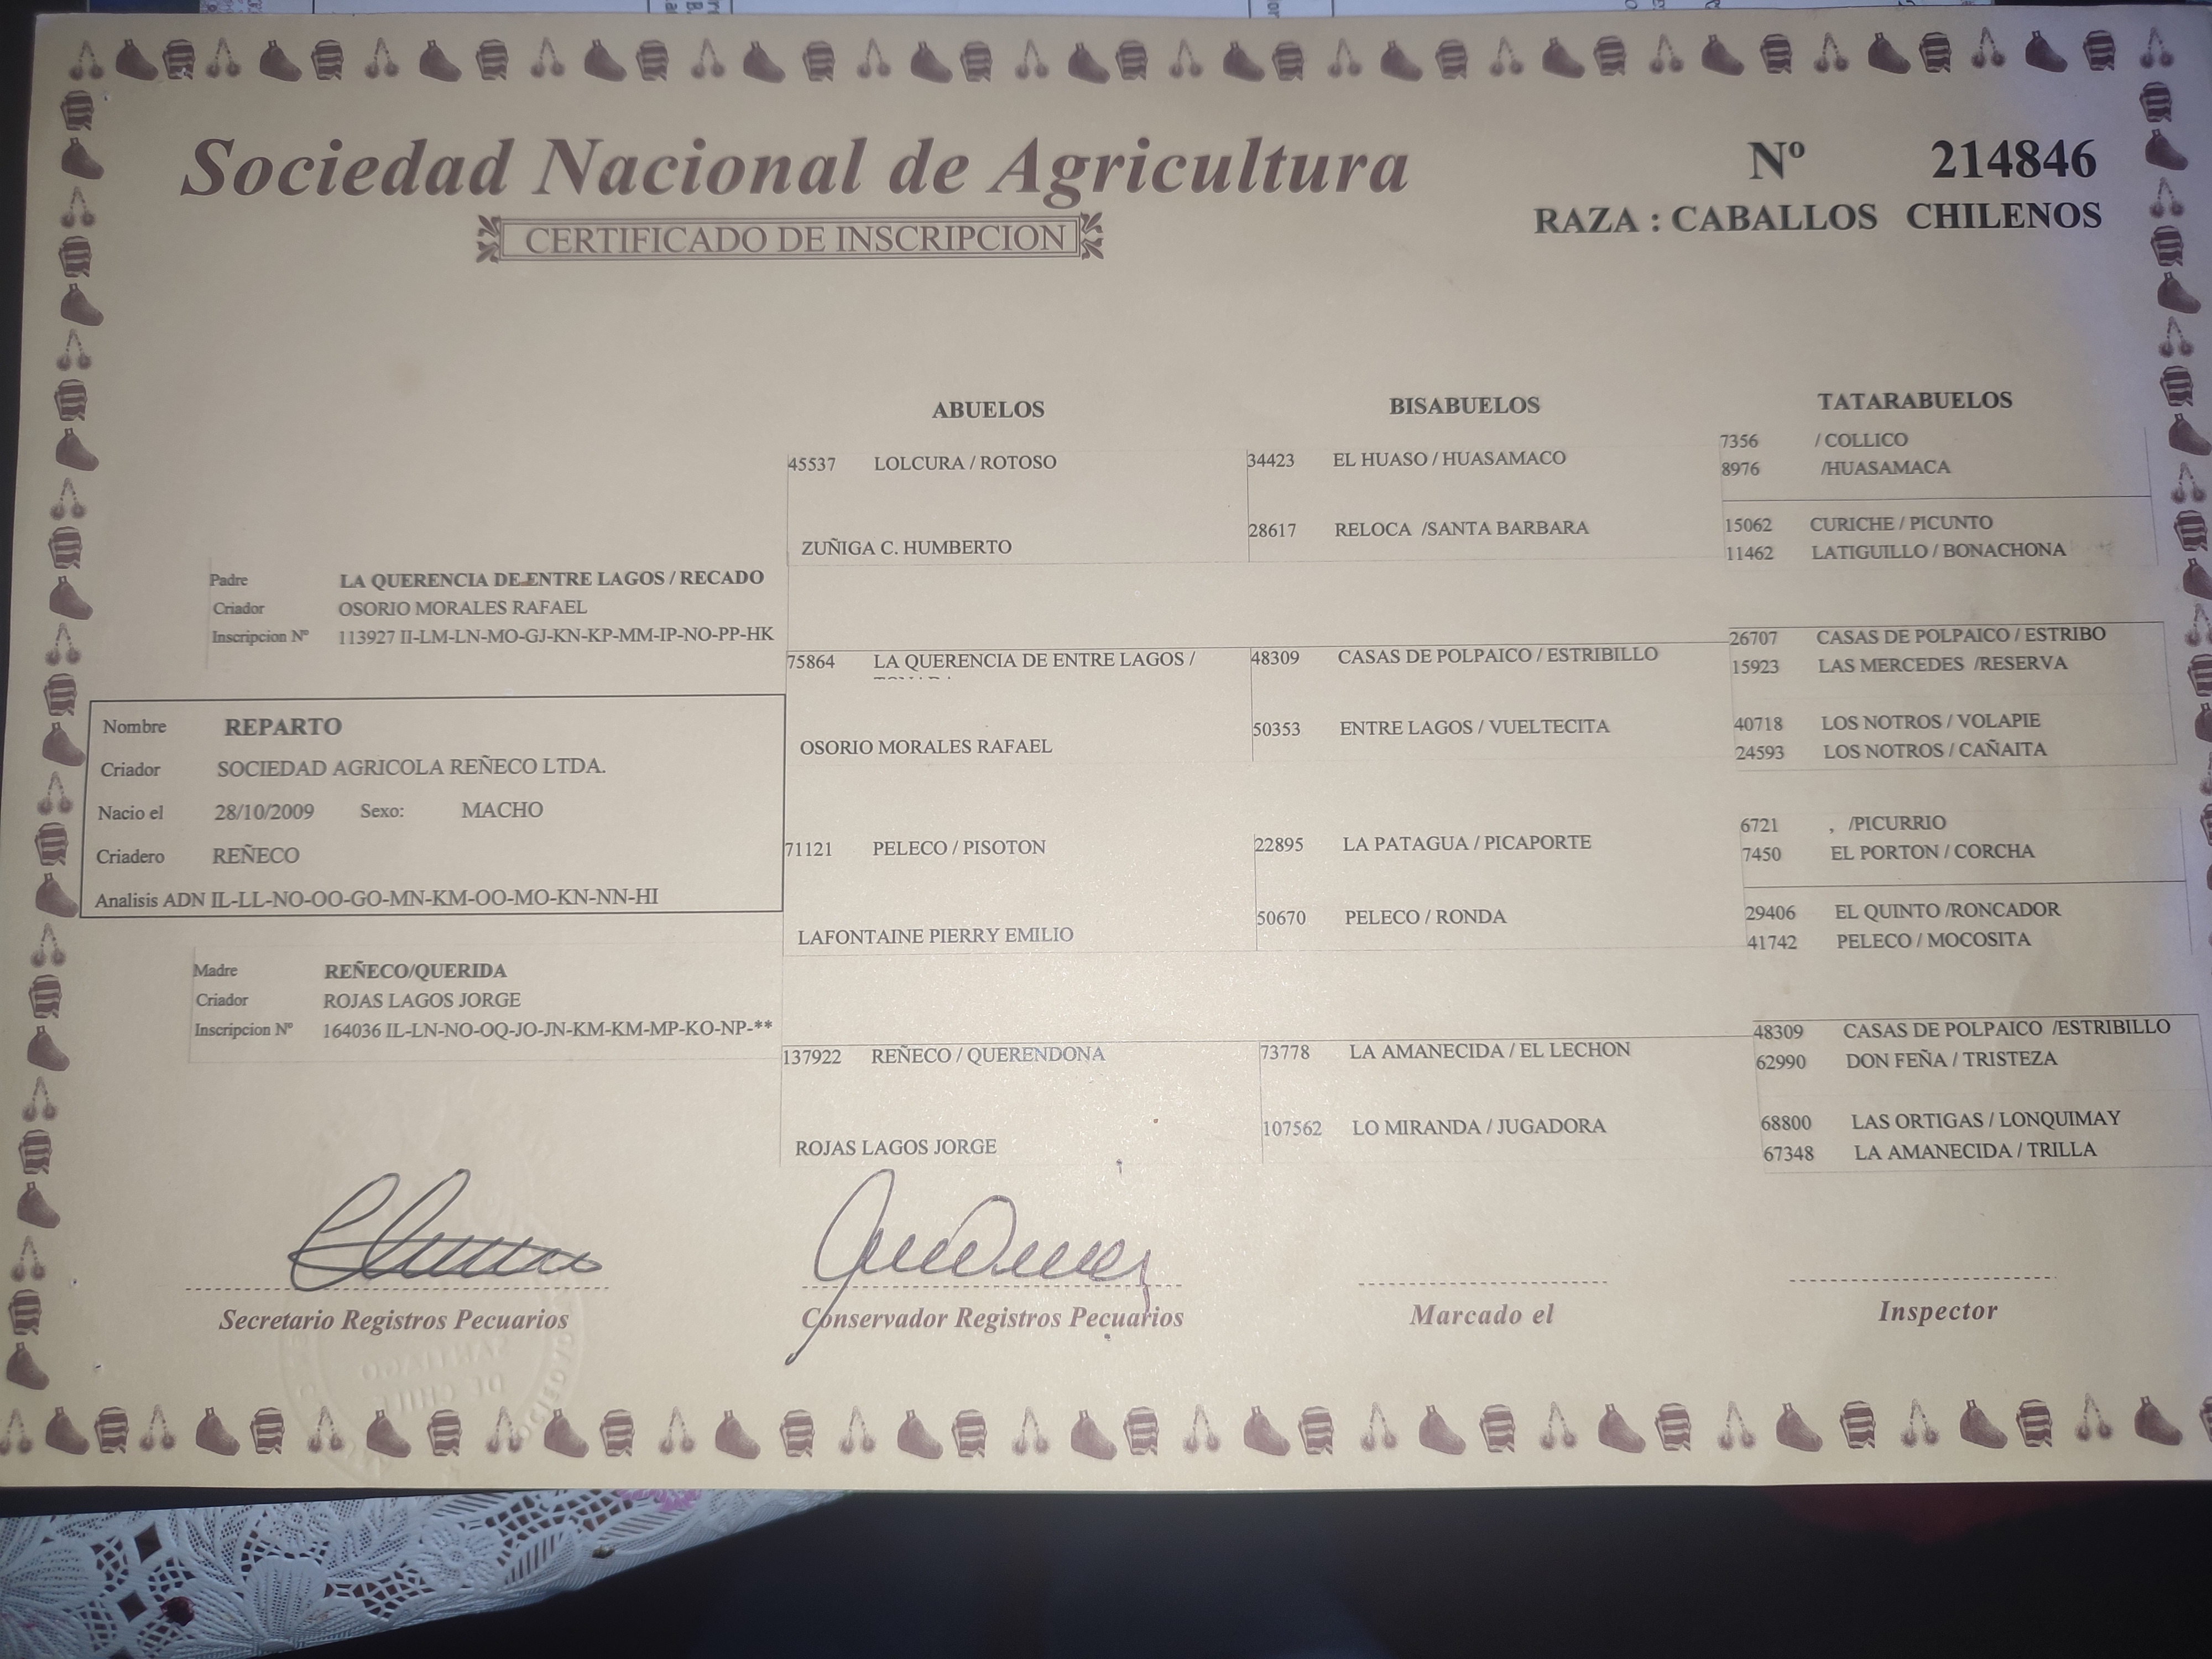 Sociedad Nacional de Agricultura
CERTIFICADO DE INSCRIPCION
Nº 214846
RAZA : CABALLOS CHILENOS
ABUELOS
BISABUELOS
TATARABUELOS
Padre LA QUERENCIA DE ENTRE LAGOS / RECADO
Criador OSORIO MORALES RAFAEL
Inscripcion Nº 113927 II-LM-LN-MO-GJ-KN-KP-MM-IP-NO-PP-HK
Nombre REPARTO
Criador SOCIEDAD AGRICOLA REÑECO LTDA.
Nacio el 28/10/2009 Sexo: MACHO
Criadero REÑECO
Analisis ADN IL-LL-NO-OO-GO-MN-KM-OO-MO-KN-NN-HI
Madre REÑECO/QUERIDA
Criador ROJAS LAGOS JORGE
Inscripcion Nº 164036 IL-LN-NO-OQ-JO-JN-KM-KM-MP-KO-NP-**
45537 LOLCURA / ROTOSO
ZUÑIGA C. HUMBERTO
75864 LA QUERENCIA DE ENTRE LAGOS /
OSORIO MORALES RAFAEL
71121 PELECO / PISOTON
LAFONTAINE PIERRY EMILIO
137922 REÑECO / QUERENDONA
ROJAS LAGOS JORGE
34423 EL HUASO / HUASAMACO
28617 RELOCA /SANTA BARBARA
48309 CASAS DE POLPAICO / ESTRIBILLO
50353 ENTRE LAGOS / VUELTECITA
22895 LA PATAGUA / PICAPORTE
50670 PELECO / RONDA
73778 LA AMANECIDA / EL LECHON
107562 LO MIRANDA / JUGADORA
7356 / COLLICO
8976 /HUASAMACA
15062 CURICHE / PICUNTO
11462 LATIGUILLO / BONACHONA
26707 CASAS DE POLPAICO / ESTRIBO
15923 LAS MERCEDES /RESERVA
40718 LOS NOTROS / VOLAPIE
24593 LOS NOTROS / CAÑAITA
6721 , /PICURRIO
7450 EL PORTON / CORCHA
29406 EL QUINTO /RONCADOR
41742 PELECO / MOCOSITA
48309 CASAS DE POLPAICO /ESTRIBILLO
62990 DON FEÑA / TRISTEZA
68800 LAS ORTIGAS / LONQUIMAY
67348 LA AMANECIDA / TRILLA
Secretario Registros Pecuarios
Conservador Registros Pecuarios
Marcado el
Inspector
SANTIAGO
DE CHILE